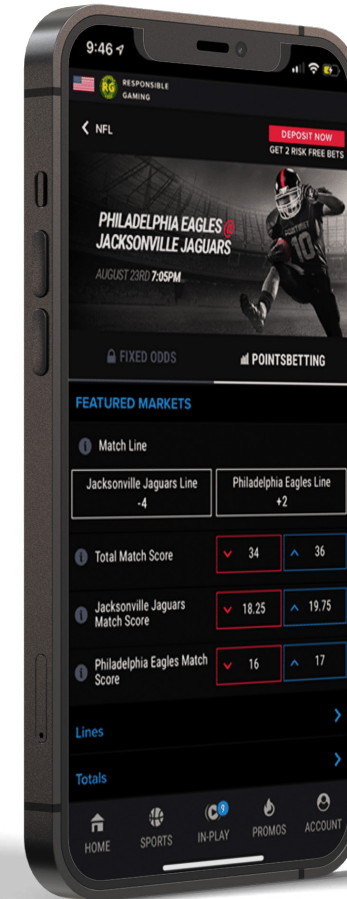 9:46
RG RESPONSIBLE
GAMING
NFL
DEPOSIT NOW
GET 2 RISK FREE BETS
PHILADELPHIA EAGLES @
JACKSONVILLE JAGUARS
AUGUST 23RD 7:05PM
10
FIXED ODDS
POINTSBETTING
FEATURED MARKETS
Match Line
Jacksonville Jaguars Line
-4
Philadelphia Eagles Line
+2
Total Match Score
34
36
Jacksonville Jaguars
Match Score
18.25
19.75
Philadelphia Eagles Match
Score
16
17
Lines
Totals
9
HOME
SPORTS
IN-PLAY
PROMOS
ACCOUNT